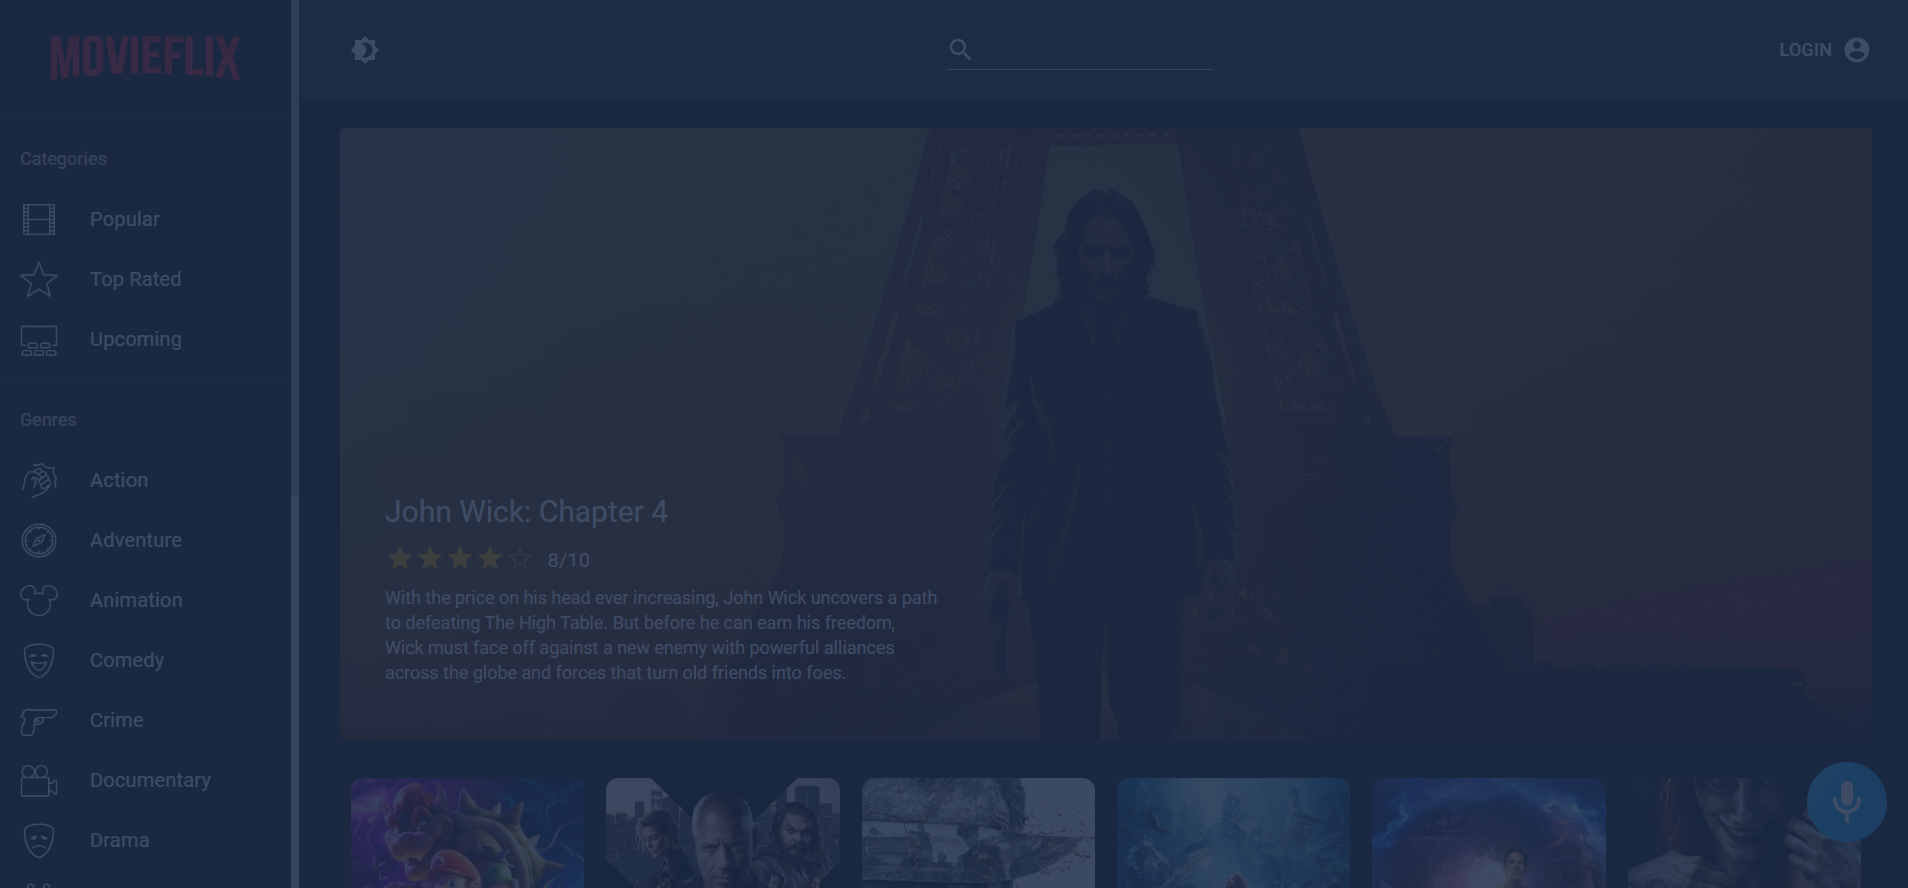 MOVIEFLIX
LOGIN
Categories
Popular
Top Rated
Upcoming
Genres
Action
Adventure
Animation
Comedy
Crime
Documentary
Drama
John Wick: Chapter 4
8/10
With the price on his head ever increasing, John Wick uncovers a path
to defeating The High Table. But before he can earn his freedom,
Wick must face off against a new enemy with powerful alliances
across the globe and forces that turn old friends into foes.